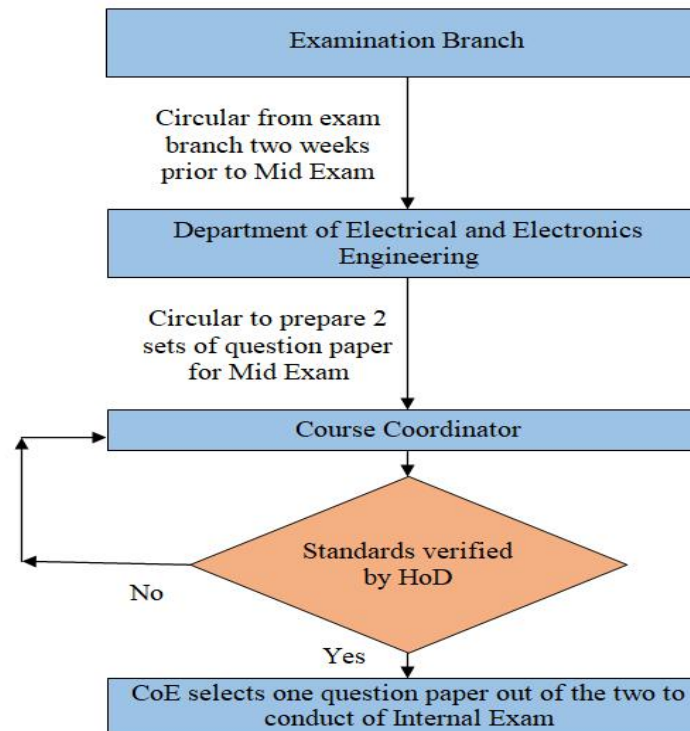 Examination Branch
Circular from exam
branch two weeks
prior to Mid Exam
Department of Electrical and Electronics
Engineering
Circular to prepare 2
sets of question paper
for Mid Exam
Course Coordinator
Standards verified
by HoD
No
Yes
CoE selects one question paper out of the two to
conduct of Internal Exam